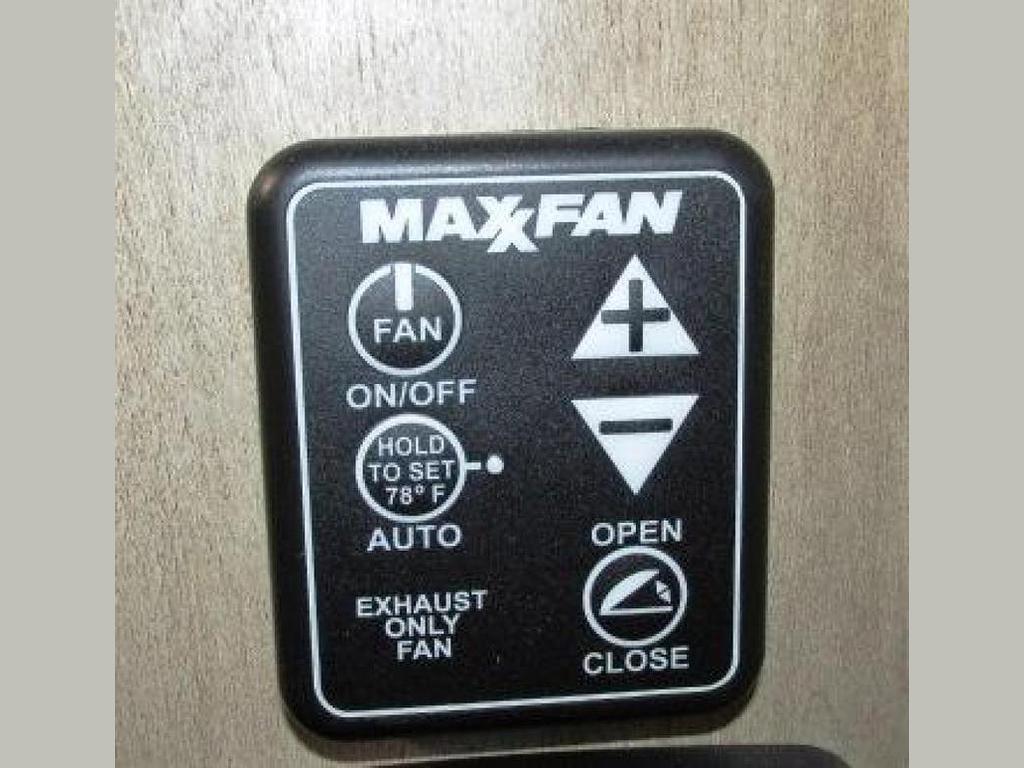 MAXXFAN
FAN
ON/OFF
HOLD
TO SET
78° F
AUTO
EXHAUST
ONLY
FAN
+
−
OPEN
CLOSE